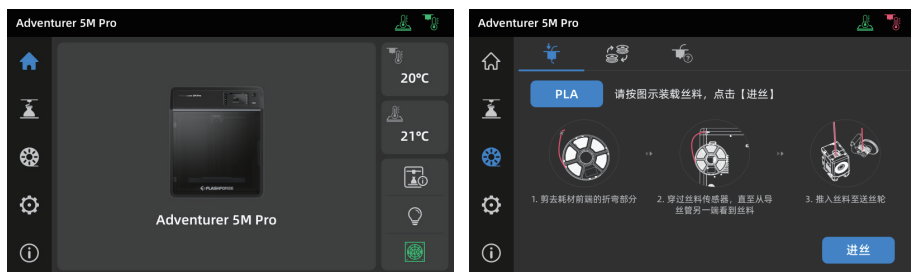 Adventurer 5M Pro
20℃
21℃
FLASHFORGE
Adventurer 5M Pro
Adventurer 5M Pro
PLA
请按图示装载丝料，点击【进丝】
1. 剪去耗材前端的折弯部分
2. 穿过丝料传感器，直至从导
丝管另一端看到丝料
3. 推入丝料至送丝轮
进丝